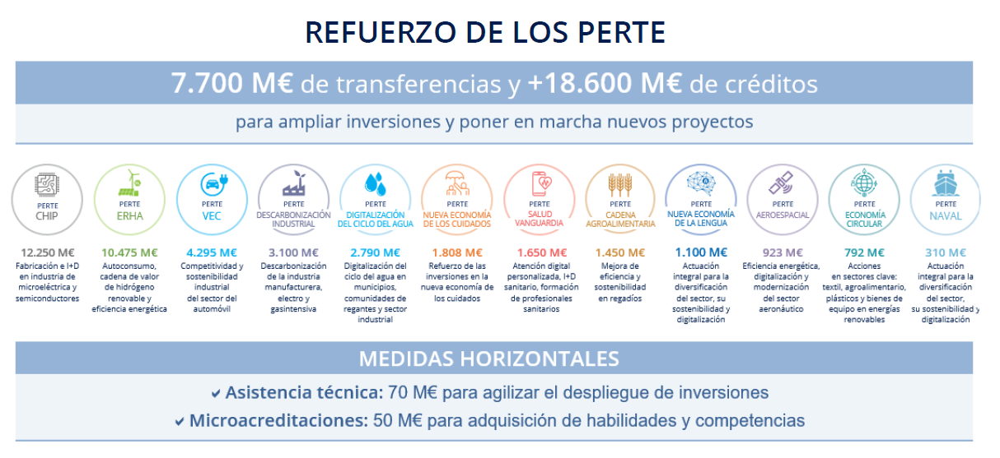 REFUERZO DE LOS PERTE
7.700 M€ de transferencias y +18.600 M€ de créditos
para ampliar inversiones y poner en marcha nuevos proyectos
PERTE
CHIP
12.250 M€
Fabricación e I+D
en industria de
microeléctrica y
semiconductores
PERTE
ERHA
10.475 M€
Autoconsumo,
cadena de valor
de hidrógeno
renovable y
eficiencia energética
PERTE
VEC
4.295 M€
Competitividad y
sostenibilidad
industrial
del sector del
automóvil
PERTE
DESCARBONIZACIÓN
INDUSTRIAL
3.100 M€
Descarbonización
de la industria
manufacturera,
electro y
gasintensiva
PERTE
DIGITALIZACIÓN
DEL CICLO DEL AGUA
2.790 M€
Digitalización del
ciclo del agua en
municipios,
comunidades de
regantes y sector
industrial
PERTE
NUEVA ECONOMÍA
DE LOS CUIDADOS
1.808 M€
Refuerzo de las
inversiones en la
nueva economía de
los cuidados
PERTE
SALUD
VANGUARDIA
1.650 M€
Atención digital
personalizada, I+D
sanitario, formación
de profesionales
sanitarios
PERTE
CADENA
AGROALIMENTARIA
1.450 M€
Mejora de
eficiencia y
sostenibilidad
en regadíos
PERTE
NUEVA ECONOMÍA
DE LA LENGUA
1.100 M€
Actuación
integral para la
diversificación
del sector, su
sostenibilidad y
digitalización
PERTE
AEROESPACIAL
923 M€
Eficiencia energética,
digitalización y
modernización
del sector
aeronáutico
PERTE
ECONOMÍA
CIRCULAR
792 M€
Acciones
en sectores clave:
textil, agroalimentario,
plásticos y bienes de
equipo en energías
renovables
PERTE
NAVAL
310 M€
Actuación
integral para la
diversificación
del sector,
su sostenibilidad y
digitalización
MEDIDAS HORIZONTALES
✓ Asistencia técnica: 70 M€ para agilizar el despliegue de inversiones
✓ Microacreditaciones: 50 M€ para adquisición de habilidades y competencias